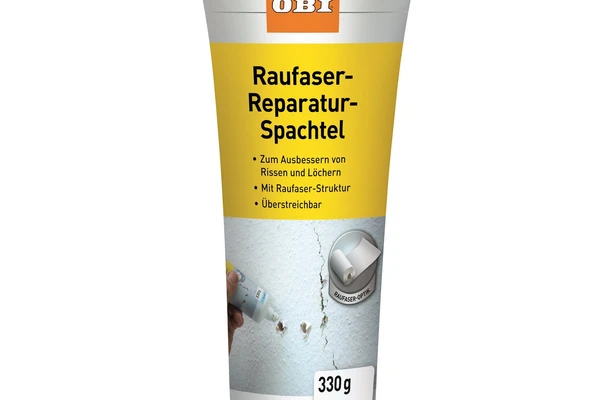 OBI
Raufaser-
Reparatur-
Spachtel
• Zum Ausbessern von
Rissen und Löchern
• Mit Raufaser-Struktur
• Überstreichbar
RAUFASER-OPTIK
330 g